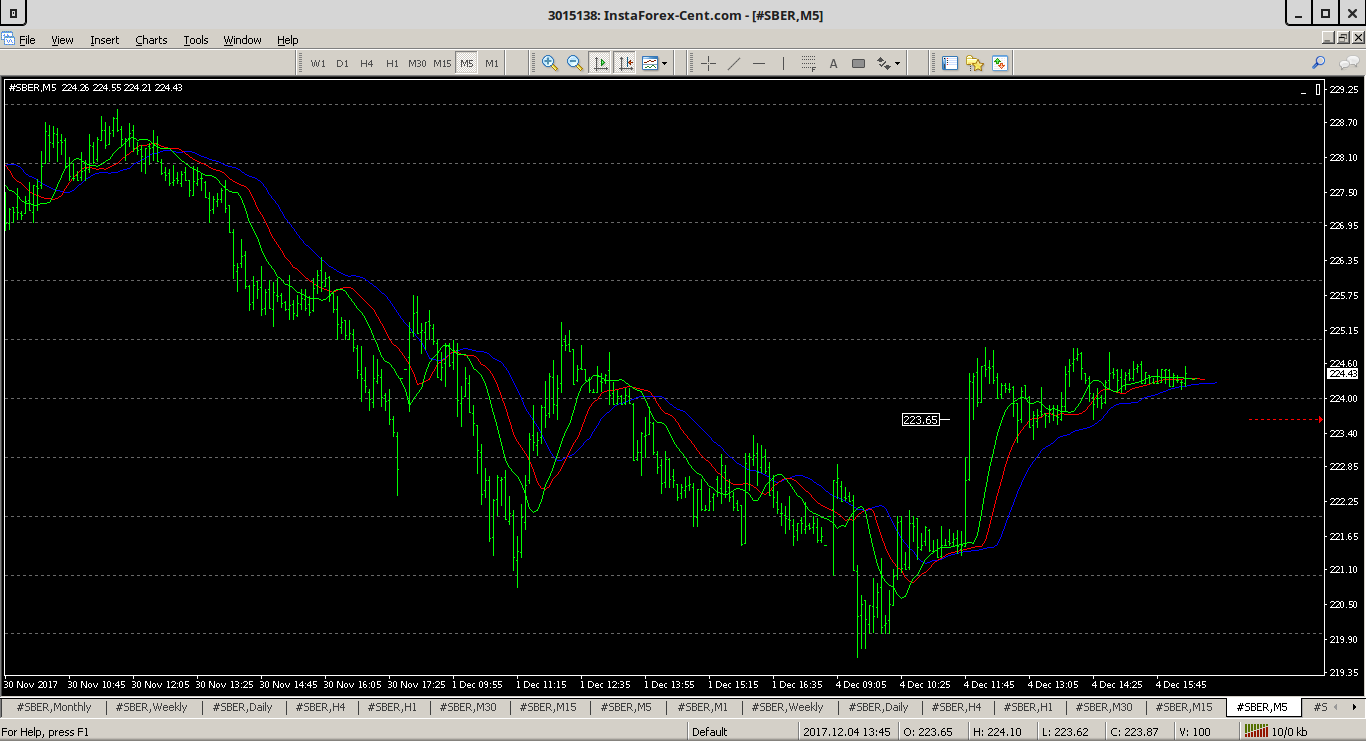 3015138: InstaForex-Cent.com - [#SBER,M5]
File View Insert Charts Tools Window Help
W1 D1 H4 H1 M30 M15 M5 M1
A
#SBER,M5 224.26 224.55 224.21 224.43
229.25
228.70
228.10
227.50
226.95
226.35
225.75
225.15
224.60
224.43
224.00
223.65
223.40
222.85
222.25
221.65
221.10
220.50
219.90
219.35
30 Nov 2017 30 Nov 10:45 30 Nov 12:05 30 Nov 13:25 30 Nov 14:45 30 Nov 16:05 30 Nov 17:25 1 Dec 09:55 1 Dec 11:15 1 Dec 12:35 1 Dec 13:55 1 Dec 15:15 1 Dec 16:35 4 Dec 09:05 4 Dec 10:25 4 Dec 11:45 4 Dec 13:05 4 Dec 14:25 4 Dec 15:45
#SBER,Monthly #SBER,Weekly #SBER,Daily #SBER,H4 #SBER,H1 #SBER,M30 #SBER,M15 #SBER,M5 #SBER,M1 #SBER,Weekly #SBER,Daily #SBER,H4 #SBER,H1 #SBER,M30 #SBER,M15 #SBER,M5 #S
For Help, press F1 Default 2017.12.04 13:45 O: 223.65 H: 224.10 L: 223.62 C: 223.87 V: 100 10/0 kb